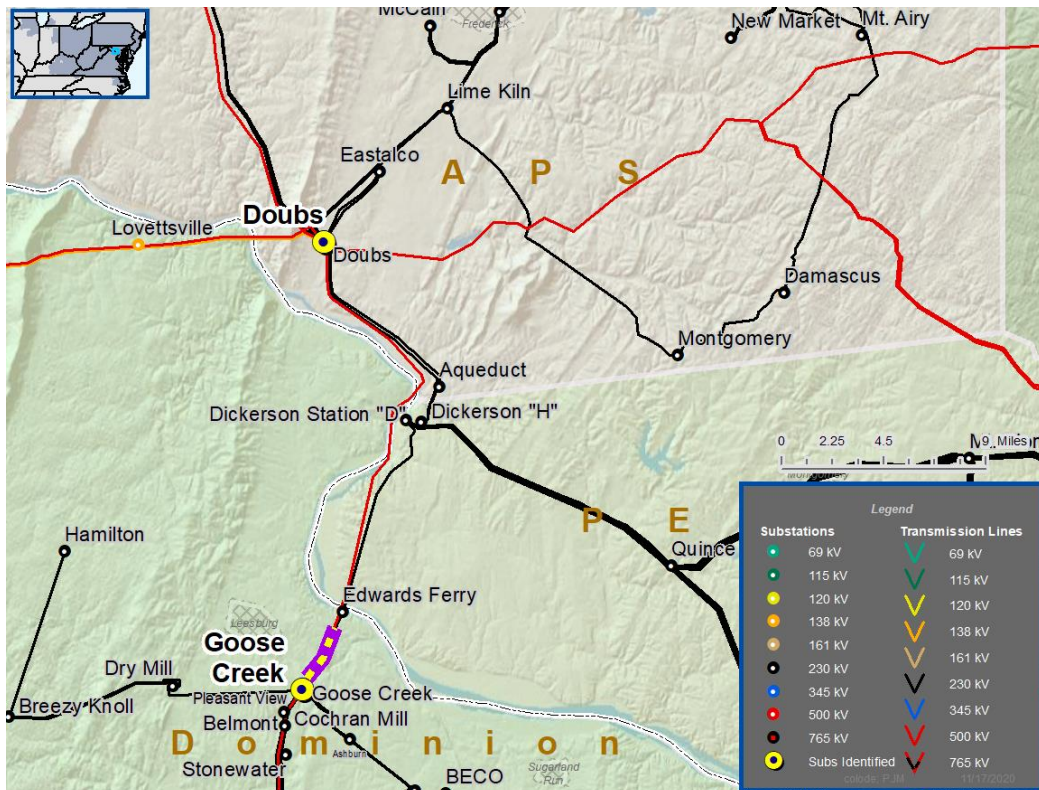 McCain
Frederick
New Market
Mt. Airy
Lime Kiln
Eastalco
A P S
Doubs
Lovettsville
Doubs
Damascus
Montgomery
Aqueduct
Dickerson Station "D"
Dickerson "H"
0 2.25 4.5 9 Miles
Montgomery
Hamilton
P E
Quince
Edwards Ferry
Leesburg
Goose
Creek
Dry Mill
Pleasant View
Goose Creek
Breezy Knoll
Belmont
Cochran Mill
Dominion
Ashburn
Stonewater
Sugarland
Run
BECO
Legend
Substations
Transmission Lines
69 kV
69 kV
115 kV
115 kV
120 kV
120 kV
138 kV
138 kV
161 kV
161 kV
230 kV
230 kV
345 kV
345 kV
500 kV
500 kV
765 kV
765 kV
Subs Identified
colode, PJM
11/17/2020